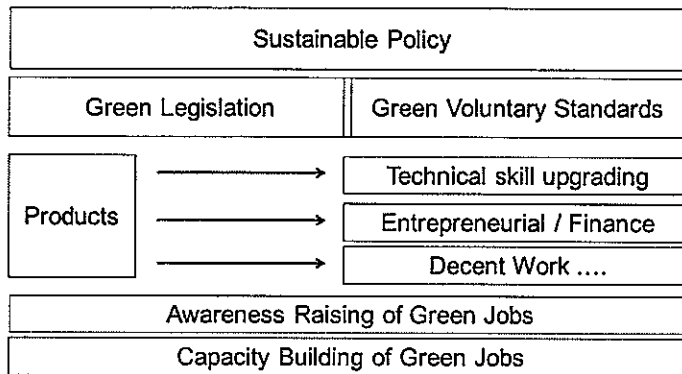 Sustainable Policy
Green Legislation
Green Voluntary Standards
Products
Technical skill upgrading
Entrepreneurial / Finance
Decent Work ....
Awareness Raising of Green Jobs
Capacity Building of Green Jobs